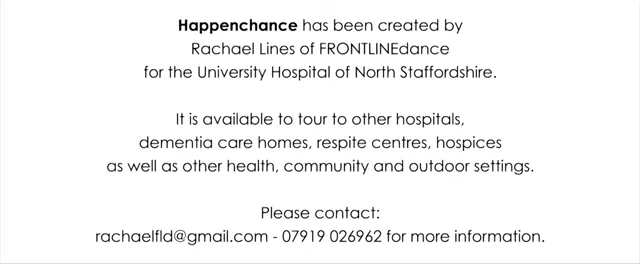 Happenchance has been created by
Rachael Lines of FRONTLINEdance
for the University Hospital of North Staffordshire.
It is available to tour to other hospitals,
dementia care homes, respite centres, hospices
as well as other health, community and outdoor settings.
Please contact:
rachaelfld@gmail.com - 07919 026962 for more information.